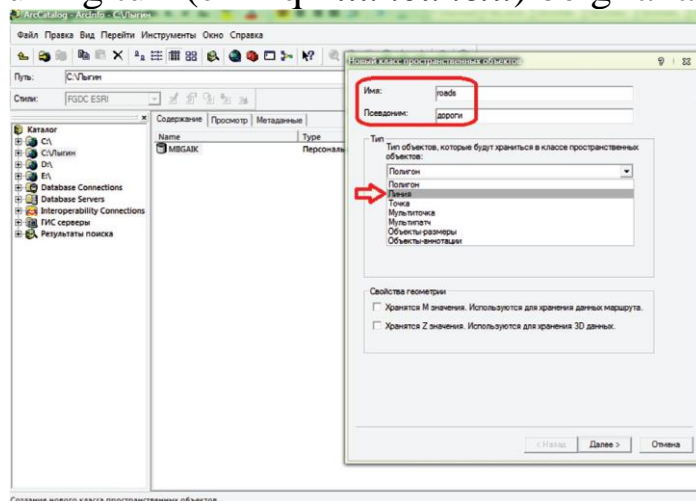 ArcCatalog - ArcInfo - C:\Лыгин
Файл Правка Вид Перейти Инструменты Окно Справка
Путь: C:\Лыгин
Стили: FGDC ESRI
Каталог
C:\
C:\Лыгин
D:\
E:\
Database Connections
Database Servers
Interoperability Connections
ГИС серверы
Результаты поиска
Содержание Просмотр Метаданные
Name Type
MIIGAIK Персональ
Новый класс пространственных объектов
Имя: roads
Псевдоним: дороги
Тип
Тип объектов, которые будут храниться в классе пространственных
объектов:
Полигон
Полигон
Линия
Точка
Мультиточка
Мультипатч
Объекты-размеры
Объекты-аннотации
Свойства геометрии
Хранятся M значения. Используются для хранения данных маршрута.
Хранятся Z значения. Используются для хранения 3D данных.
< Назад Далее > Отмена
Создание нового класса пространственных объектов